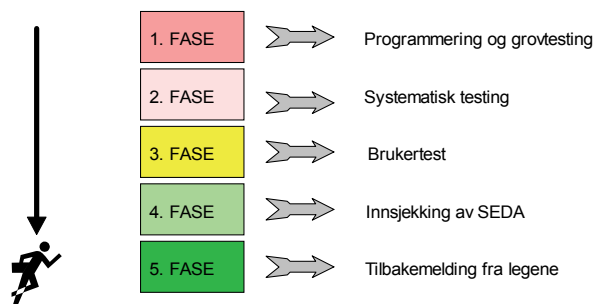 1. FASE Programmering og grovtesting
2. FASE Systematisk testing
3. FASE Brukertest
4. FASE Innsjekking av SEDA
5. FASE Tilbakemelding fra legene